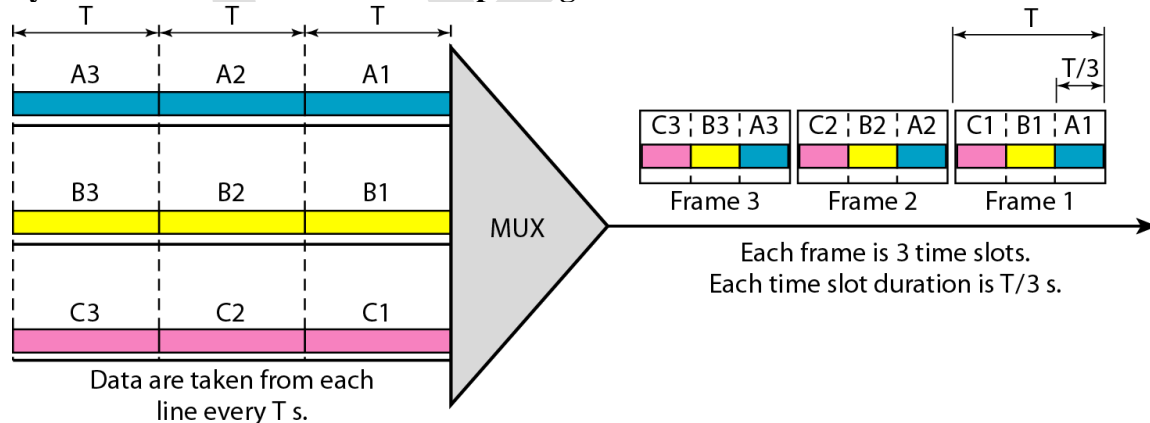 T T T
T
T/3
A3 A2 A1
C3 B3 A3 C2 B2 A2 C1 B1 A1
Frame 3 Frame 2 Frame 1
B3 B2 B1
MUX
Each frame is 3 time slots.
Each time slot duration is T/3 s.
C3 C2 C1
Data are taken from each
line every T s.